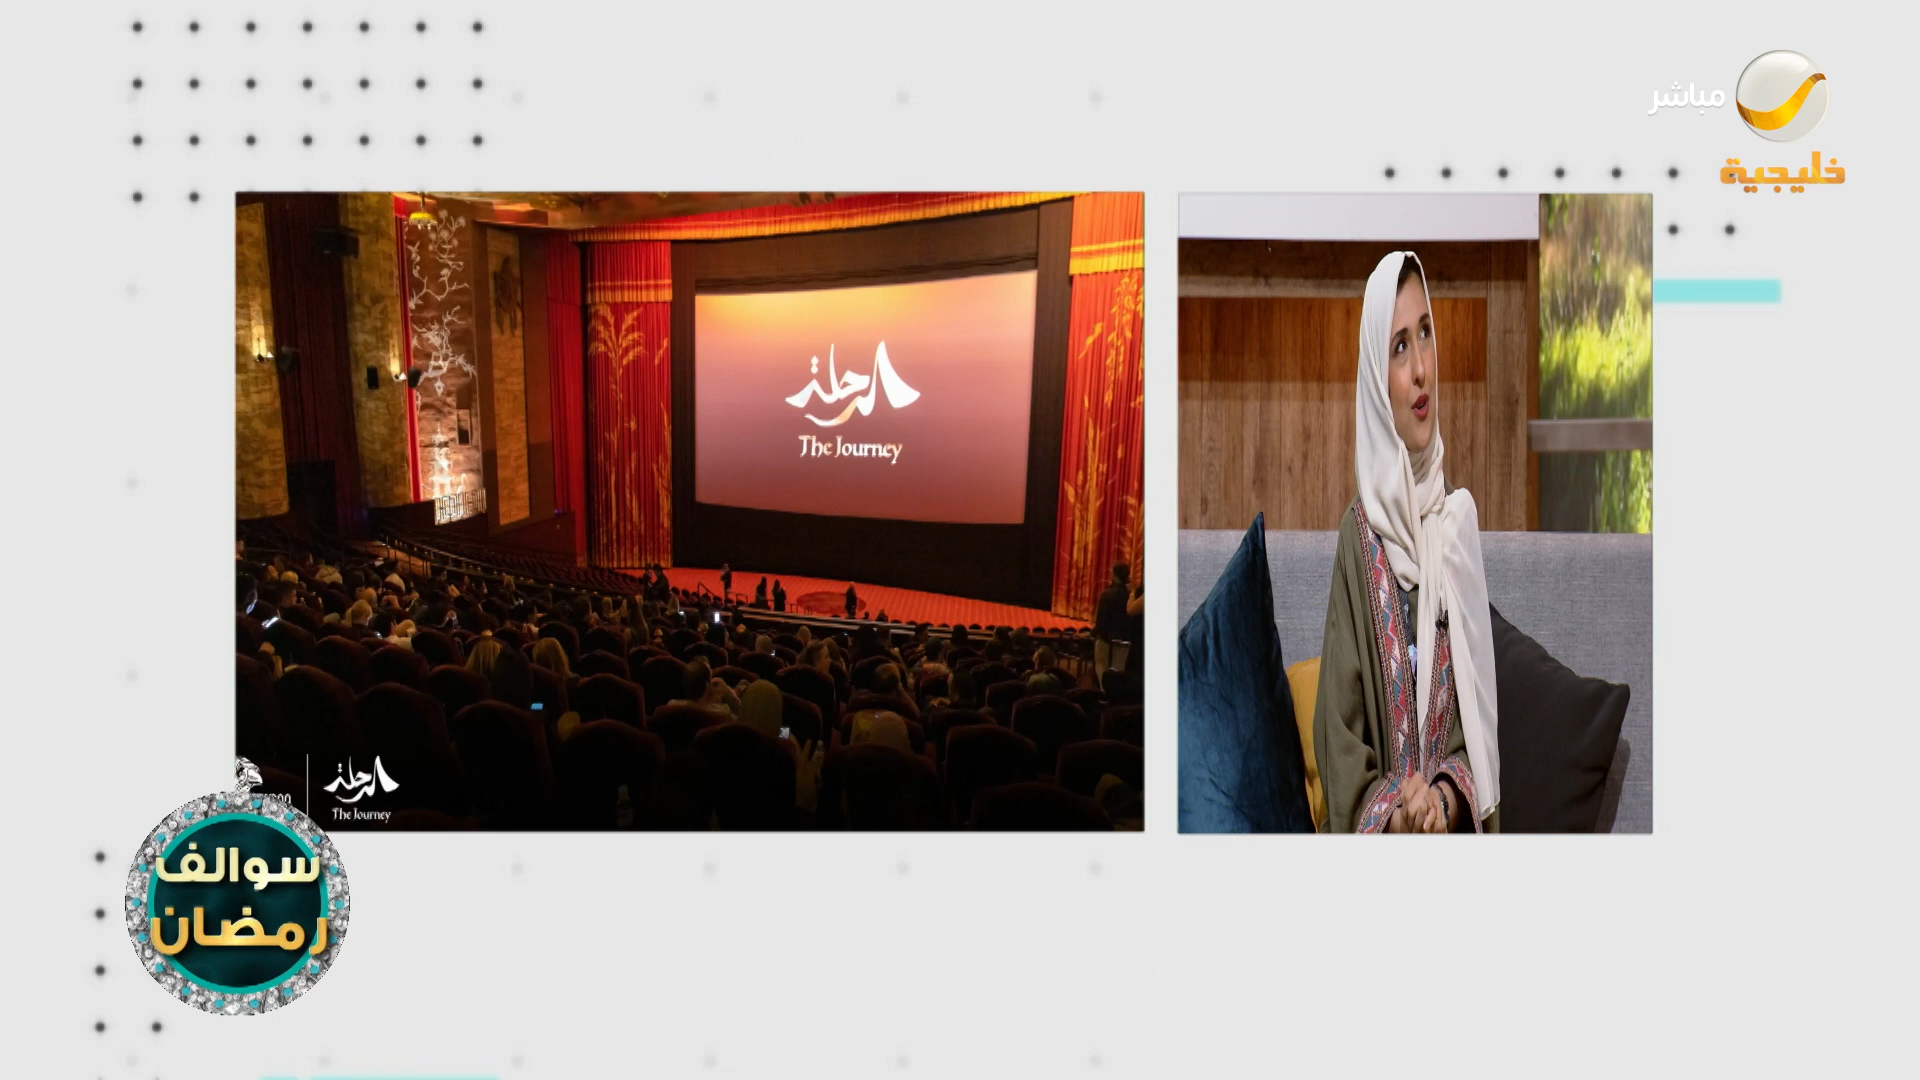 مباشر
خليجية
الرحلة
The Journey
الرحلة
The Journey
سوالف
رمضان